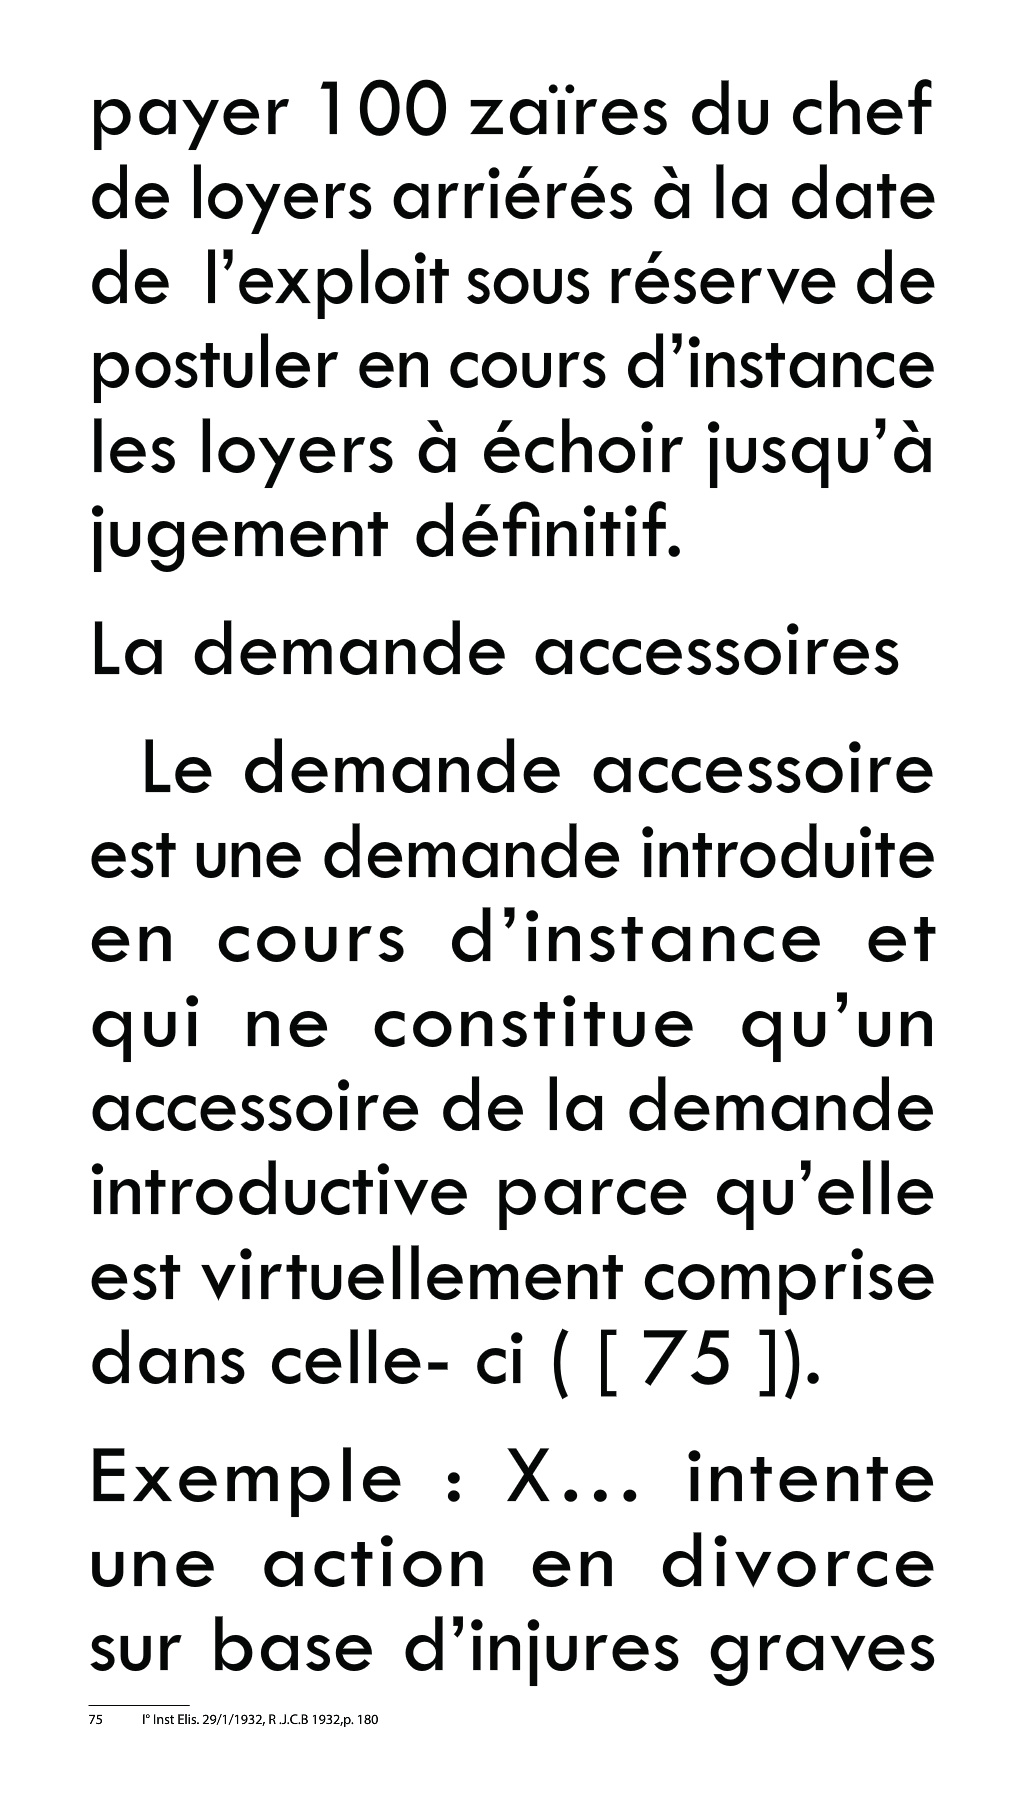 payer 100 zaïres du chef
de loyers arriérés à la date
de l’exploit sous réserve de
postuler en cours d’instance
les loyers à échoir jusqu’à
jugement définitif.
La demande accessoires
Le demande accessoire
est une demande introduite
en cours d’instance et
qui ne constitue qu’un
accessoire de la demande
introductive parce qu’elle
est virtuellement comprise
dans celle- ci ( [ 75 ]).
Exemple : X… intente
une action en divorce
sur base d’injures graves
75 I° Inst Elis. 29/1/1932, R .J.C.B 1932,p. 180